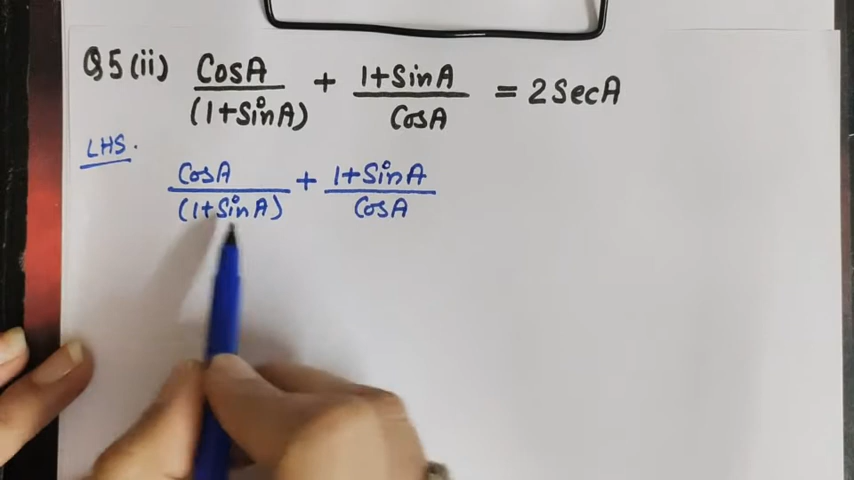 Q5(ii) CosA/(1+SinA) + 1+SinA/CosA = 2SecA
LHS.
CosA/(1+SinA) + 1+SinA/CosA